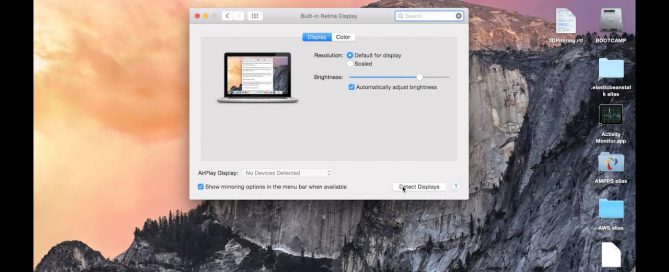 Built-in Retina Display
Search
Display
Color
Resolution:
Default for display
Scaled
Brightness:
Automatically adjust brightness
AirPlay Display:
No Devices Detected
Show mirroring options in the menu bar when available
Detect Displays
?
3DPrinting.rtf
BOOTCAMP
.elasticbeanstalk
k alias
Activity
Monitor.app
AMPPS alias
AWS alias